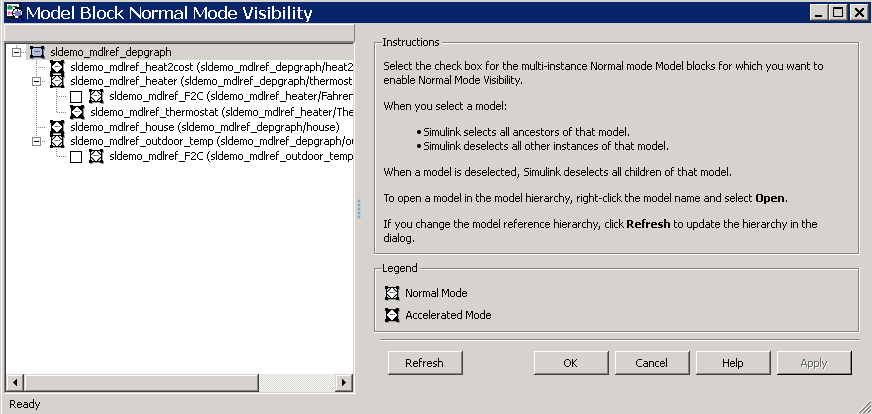 Model Block Normal Mode Visibility
sldemo_mdlref_depgraph
sldemo_mdlref_heat2cost (sldemo_mdlref_depgraph/heat2
sldemo_mdlref_heater (sldemo_mdlref_depgraph/thermost
sldemo_mdlref_F2C (sldemo_mdlref_heater/Fahren
sldemo_mdlref_thermostat (sldemo_mdlref_heater/The
sldemo_mdlref_house (sldemo_mdlref_depgraph/house)
sldemo_mdlref_outdoor_temp (sldemo_mdlref_depgraph/ou
sldemo_mdlref_F2C (sldemo_mdlref_outdoor_temp
Instructions
Select the check box for the multi-instance Normal mode Model blocks for which you want to
enable Normal Mode Visibility.
When you select a model:
• Simulink selects all ancestors of that model.
• Simulink deselects all other instances of that model.
When a model is deselected, Simulink deselects all children of that model.
To open a model in the model hierarchy, right-click the model name and select Open.
If you change the model reference hierarchy, click Refresh to update the hierarchy in the
dialog.
Legend
Normal Mode
Accelerated Mode
Refresh OK Cancel Help Apply
Ready